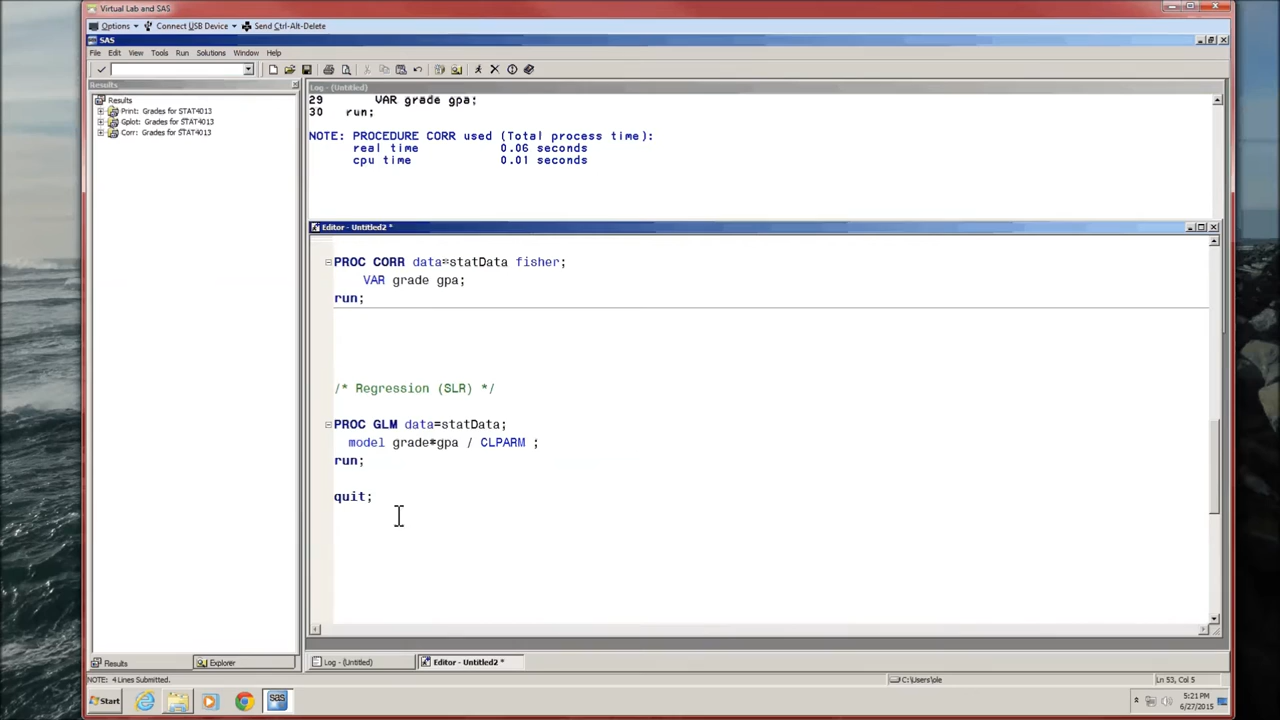 Virtual Lab and SAS
Options Connect USB Device Send Ctrl-Alt-Delete
SAS
File Edit View Tools Run Solutions Window Help
Results
Results
Print: Grades for STAT4013
Gplot: Grades for STAT4013
Corr: Grades for STAT4013
Log - (Untitled)
29 VAR grade gpa;
30 run;
NOTE: PROCEDURE CORR used (Total process time):
real time 0.06 seconds
cpu time 0.01 seconds
Editor - Untitled2 *
PROC CORR data=statData fisher;
VAR grade gpa;
run;
/* Regression (SLR) */
PROC GLM data=statData;
model grade*gpa / CLPARM ;
run;
quit;
Results Explorer Log - (Untitled) Editor - Untitled2 *
NOTE: 4 Lines Submitted. C:\Users\ole Ln 53, Col 5
Start sas 5:21 PM
6/27/2015